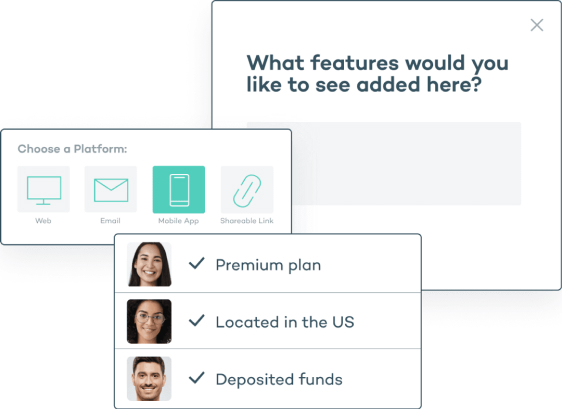 What features would you
like to see added here?
Choose a Platform:
Web
Email
Mobile App
Shareable Link
Premium plan
Located in the US
Deposited funds